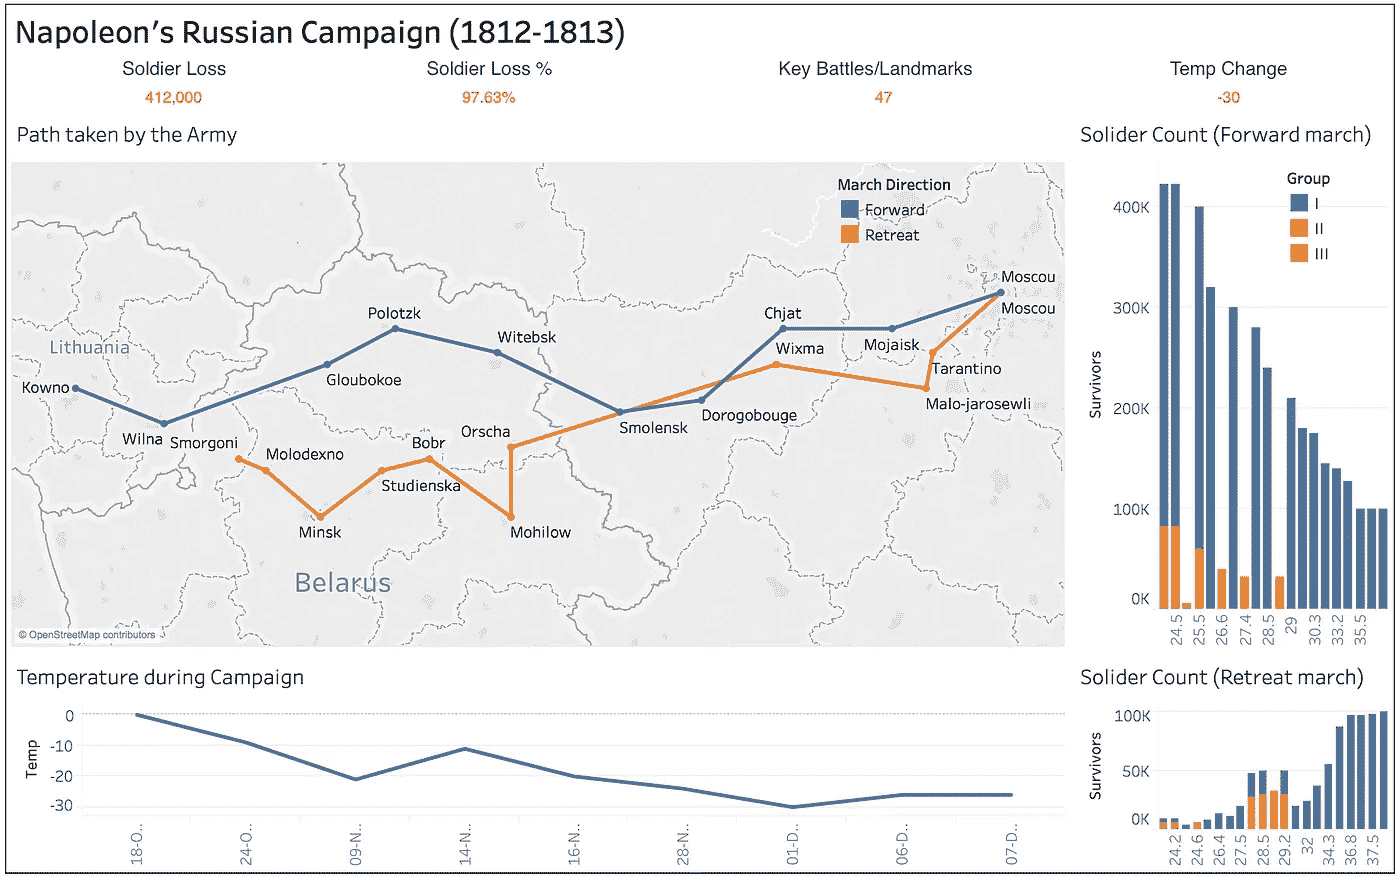 Napoleon's Russian Campaign (1812-1813)
Soldier Loss
412,000
Soldier Loss %
97.63%
Key Battles/Landmarks
47
Temp Change
-30
Path taken by the Army
March Direction
Forward
Retreat
Moscou
Moscou
Polotzk
Chjat
Witebsk
Mojaisk
Wixma
Lithuania
Tarantino
Kowno
Gloubokoe
Malo-jarosewli
Dorogobouge
Smolensk
Wilna
Smorgoni
Bobr
Orscha
Molodexno
Studienska
Minsk
Mohilow
Belarus
© OpenStreetMap contributors
Solider Count (Forward march)
Group
I
II
III
Survivors
400K
300K
200K
100K
0K
24.5
25.5
26.6
27.4
28.5
29
30.3
33.2
35.5
Temperature during Campaign
Temp
0
-10
-20
-30
18-O..
24-O..
09-N..
14-N..
16-N..
28-N..
01-D..
06-D..
07-D..
Solider Count (Retreat march)
Survivors
100K
50K
0K
24.2
24.6
26.4
27.5
28.5
29.2
32
34.3
36.8
37.5